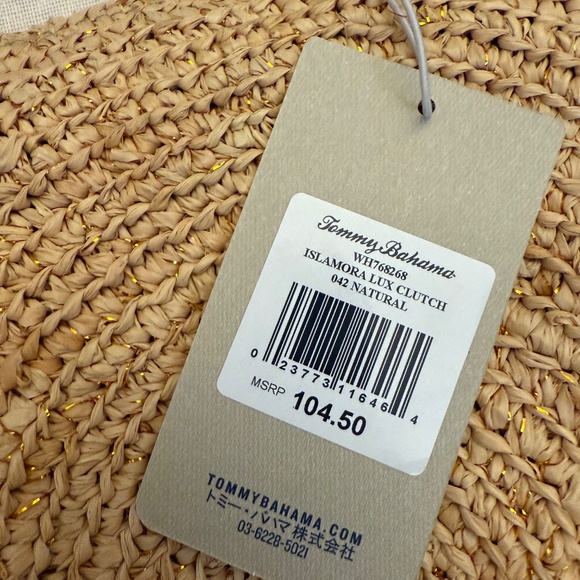 Tommy Bahama
WH768268
ISLAMORA LUX CLUTCH
042 NATURAL
0 23773 11646 4
MSRP 104.50
TOMMYBAHAMA.COM
トミー・バハマ株式会社
03-6228-5021